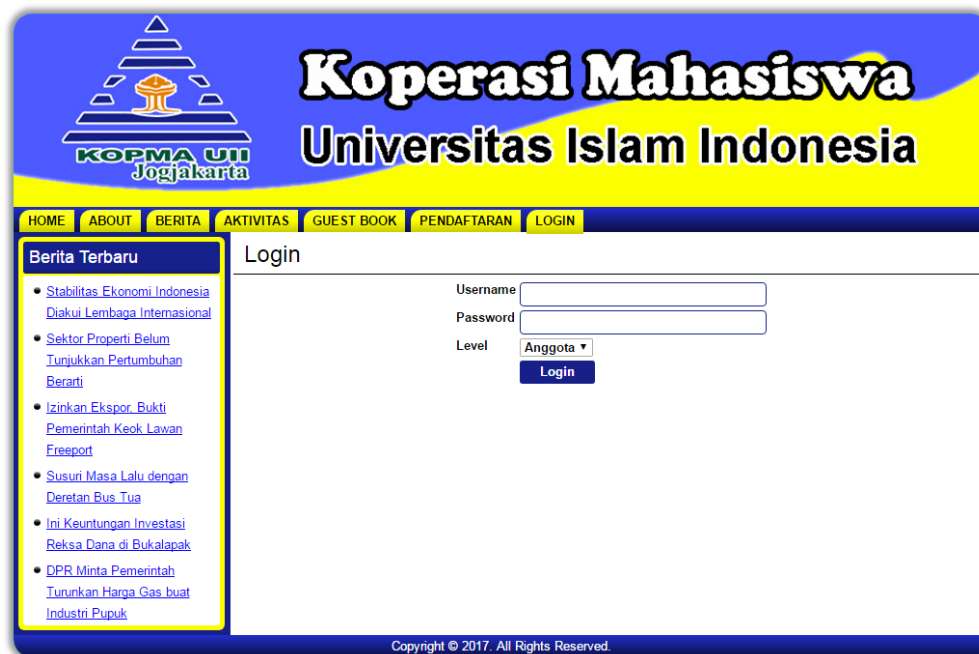 KOPMA UII
Jogjakarta
Koperasi Mahasiswa
Universitas Islam Indonesia
HOME ABOUT BERITA AKTIVITAS GUEST BOOK PENDAFTARAN LOGIN
Berita Terbaru
Stabilitas Ekonomi Indonesia
Diakui Lembaga Internasional
Sektor Properti Belum
Tunjukkan Pertumbuhan
Berarti
Izinkan Ekspor, Bukti
Pemerintah Keok Lawan
Freeport
Susuri Masa Lalu dengan
Deretan Bus Tua
Ini Keuntungan Investasi
Reksa Dana di Bukalapak
DPR Minta Pemerintah
Turunkan Harga Gas buat
Industri Pupuk
Login
Username
Password
Level Anggota
Login
Copyright © 2017. All Rights Reserved.